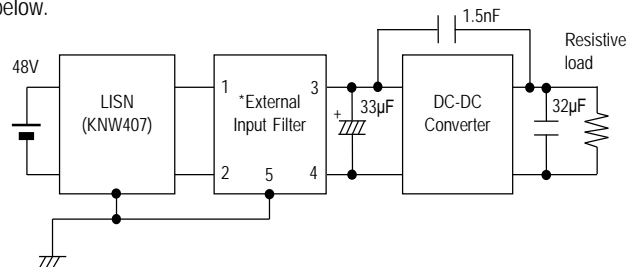 below.
1.5nF
Resistive
load
48V
LISN
(KNW407)
1
2
*External
Input Filter
3
4
5
+
33µF
DC-DC
Converter
32µF